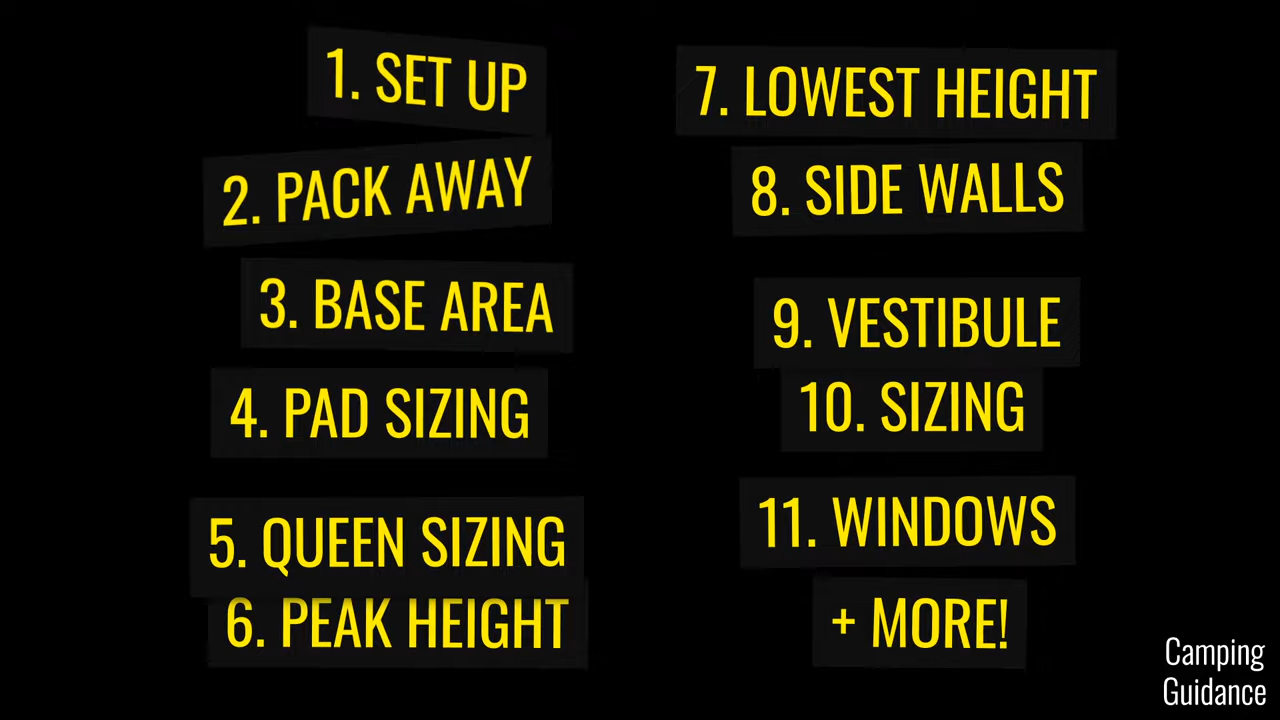 1. SET UP
2. PACK AWAY
3. BASE AREA
4. PAD SIZING
5. QUEEN SIZING
6. PEAK HEIGHT
7. LOWEST HEIGHT
8. SIDE WALLS
9. VESTIBULE
10. SIZING
11. WINDOWS
+ MORE!
Camping
Guidance